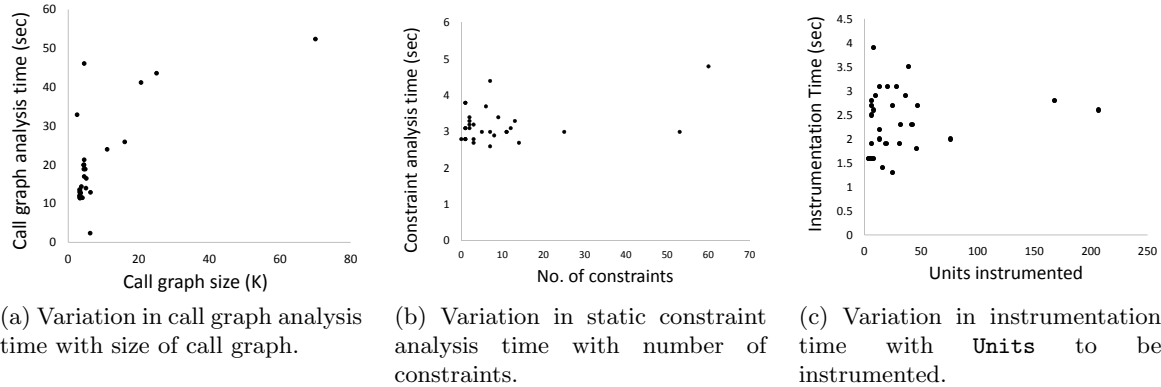 60
50
40
30
20
10
0
0 20 40 60 80
Call graph analysis time (sec)
Call graph size (K)
(a) Variation in call graph analysis
time with size of call graph.
6
5
4
3
2
1
0
0 10 20 30 40 50 60 70
Constraint analysis time (sec)
No. of constraints
(b) Variation in static constraint
analysis time with number of
constraints.
4.5
4
3.5
3
2.5
2
1.5
1
0.5
0
0 50 100 150 200 250
Instrumentation Time (sec)
Units instrumented
(c) Variation in instrumentation
time with Units to be
instrumented.